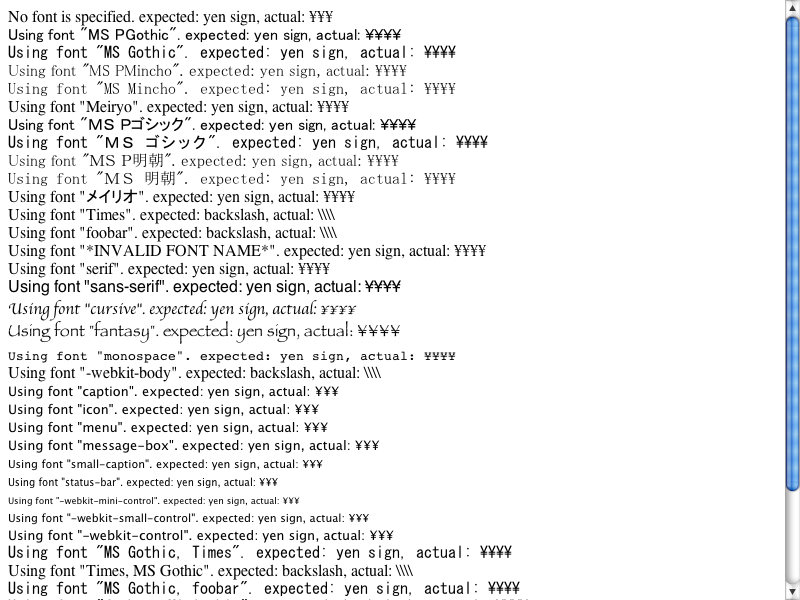 No font is specified. expected: yen sign, actual: ¥¥¥
Using font "MS PGothic". expected: yen sign, actual: ¥¥¥¥
Using font "MS Gothic". expected: yen sign, actual: ¥¥¥¥
Using font "MS PMincho". expected: yen sign, actual: ¥¥¥¥
Using font "MS Mincho". expected: yen sign, actual: ¥¥¥¥
Using font "Meiryo". expected: yen sign, actual: ¥¥¥¥
Using font "ＭＳ Ｐゴシック". expected: yen sign, actual: ¥¥¥¥
Using font "ＭＳ ゴシック". expected: yen sign, actual: ¥¥¥¥
Using font "ＭＳ Ｐ明朝". expected: yen sign, actual: ¥¥¥¥
Using font "ＭＳ 明朝". expected: yen sign, actual: ¥¥¥¥
Using font "メイリオ". expected: yen sign, actual: ¥¥¥¥
Using font "Times". expected: backslash, actual: \\\\
Using font "foobar". expected: backslash, actual: \\\\
Using font "*INVALID FONT NAME*". expected: yen sign, actual: ¥¥¥¥
Using font "serif". expected: yen sign, actual: ¥¥¥¥
Using font "sans-serif". expected: yen sign, actual: ¥¥¥¥
Using font "cursive". expected: yen sign, actual: ¥¥¥¥
Using font "fantasy". expected: yen sign, actual: ¥¥¥¥
Using font "monospace". expected: yen sign, actual: ¥¥¥¥
Using font "-webkit-body". expected: backslash, actual: \\\\
Using font "caption". expected: yen sign, actual: ¥¥¥
Using font "icon". expected: yen sign, actual: ¥¥¥
Using font "menu". expected: yen sign, actual: ¥¥¥
Using font "message-box". expected: yen sign, actual: ¥¥¥
Using font "small-caption". expected: yen sign, actual: ¥¥¥
Using font "status-bar". expected: yen sign, actual: ¥¥¥
Using font "-webkit-mini-control". expected: yen sign, actual: ¥¥¥
Using font "-webkit-small-control". expected: yen sign, actual: ¥¥¥
Using font "-webkit-control". expected: yen sign, actual: ¥¥¥
Using font "MS Gothic, Times". expected: yen sign, actual: ¥¥¥¥
Using font "Times, MS Gothic". expected: backslash, actual: \\\\
Using font "MS Gothic, foobar". expected: yen sign, actual: ¥¥¥¥